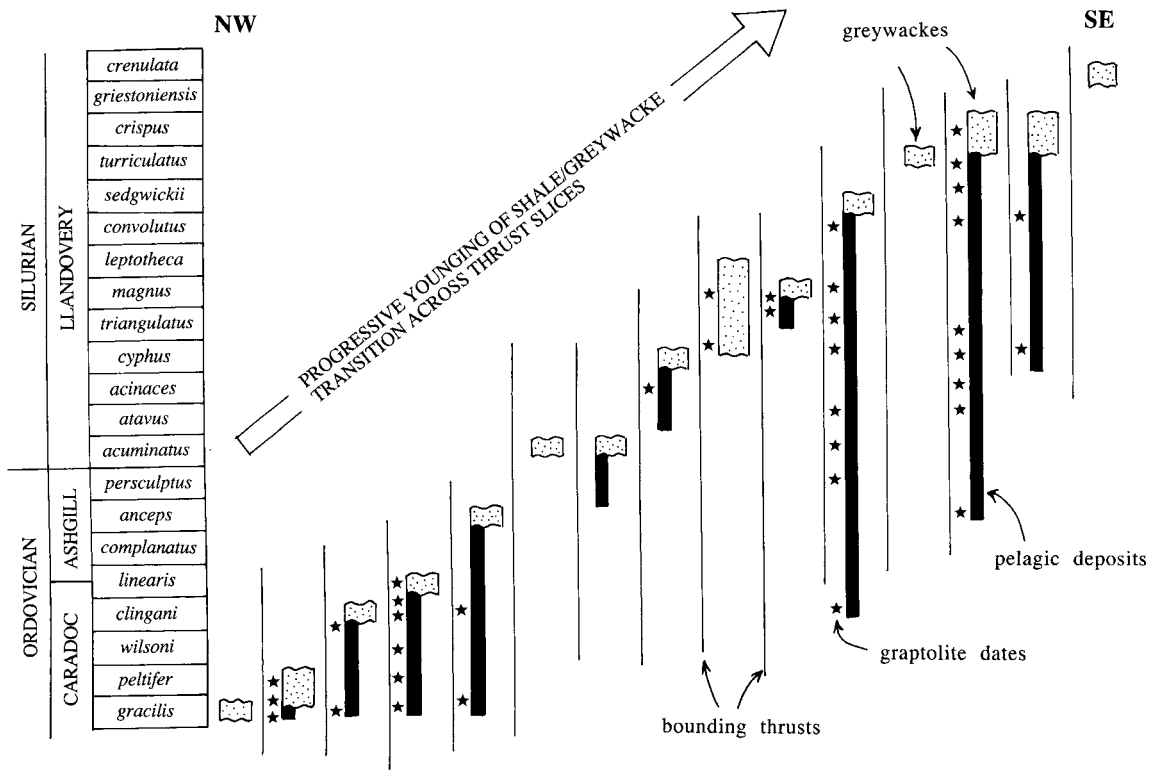 NW
SE
greywackes
PROGRESSIVE YOUNGING OF SHALE/GREYWACKE
TRANSITION ACROSS THRUST SLICES
SILURIAN
LLANDOVERY
crenulata
griestoniensis
crispus
turriculatus
sedgwickii
convolutus
leptotheca
magnus
triangulatus
cyphus
acinaces
atavus
acuminatus
ORDOVICIAN
ASHGILL
persculptus
anceps
complanatus
linearis
CARADOC
clingani
wilsoni
peltifer
gracilis
pelagic deposits
graptolite dates
bounding thrusts